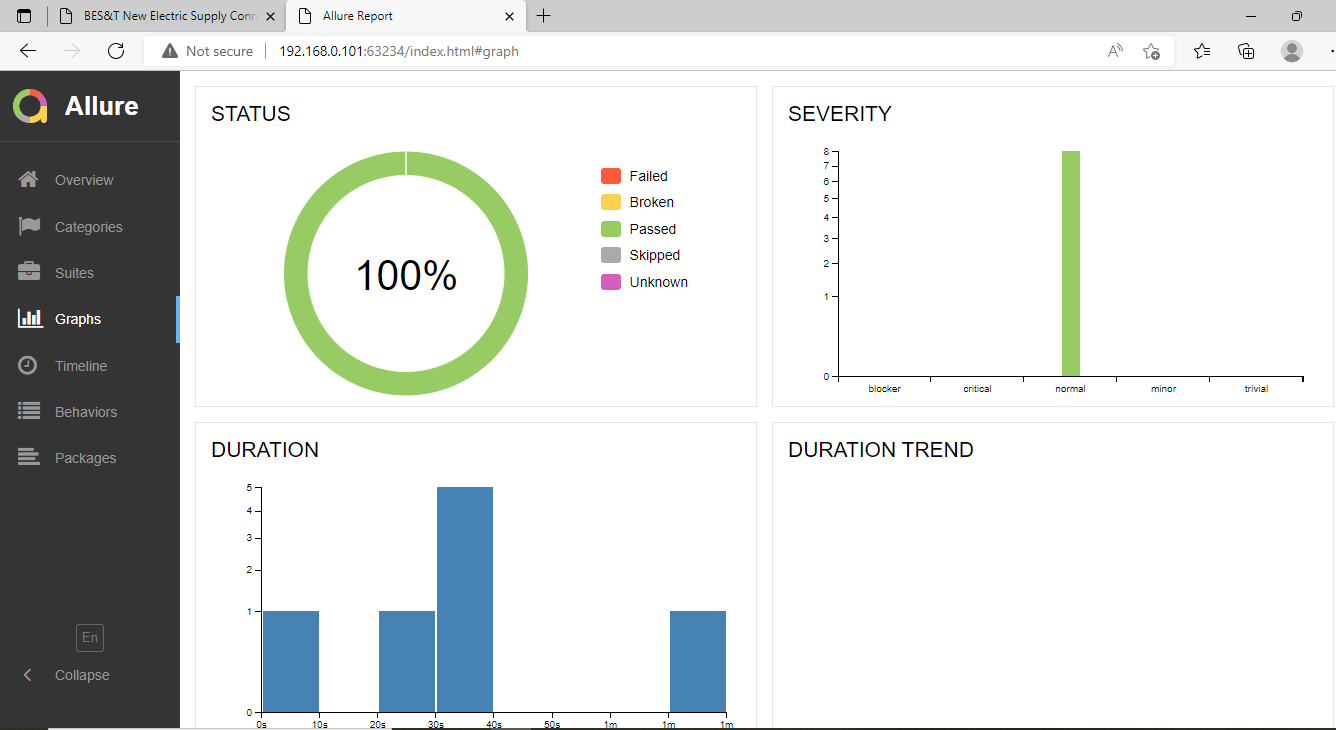 BES&T New Electric Supply Conn
Allure Report
Not secure
192.168.0.101:63234/index.html#graph
Allure
Overview
Categories
Suites
Graphs
Timeline
Behaviors
Packages
En
Collapse
STATUS
100%
Failed
Broken
Passed
Skipped
Unknown
SEVERITY
8
7
6
5
4
3
2
1
0
blocker critical normal minor trivial
DURATION
5
4
3
2
1
0
0s 10s 20s 30s 40s 50s 1m 1m 1m
DURATION TREND